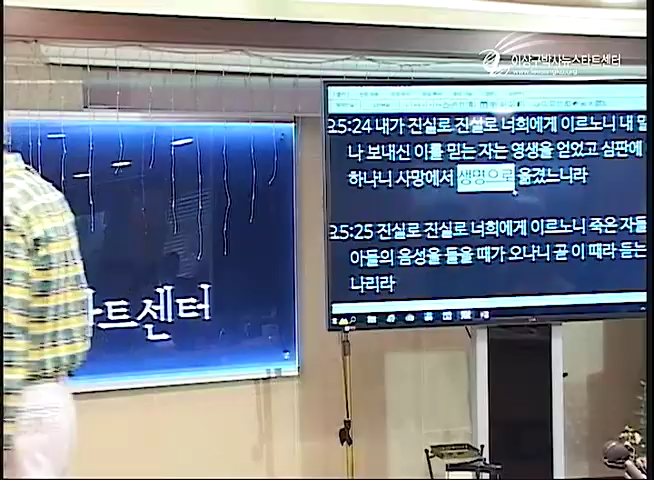 이상구박사뉴스타트센터
25:24 내가 진실로 진실로 너희에게 이르노니 내 말
나 보내신 이를 믿는 자는 영생을 얻었고 심판에
하나니 사망에서 생명으로 옮겼느니라
25:25 진실로 진실로 너희에게 이르노니 죽은 자들
아들의 음성을 들을 때가 오나니 곧 이 때라 듣는
나리라
타트센터